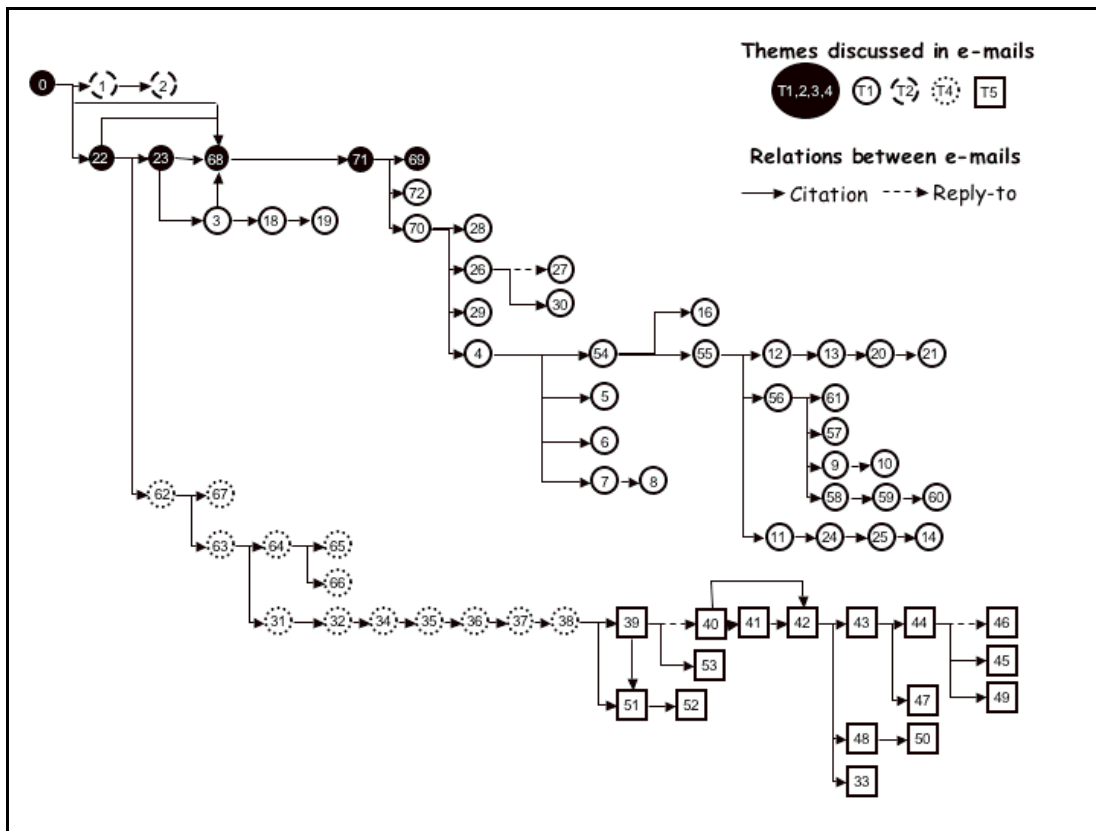 Themes discussed in e-mails
T1,2,3,4 T1 T2 T4 T5
Relations between e-mails
Citation Reply-to
0 1 2
22 23 68 71 69
72
3 18 19
70 28
26 27
30
29 16
4 54 55 12 13 20 21
5 56 61
57
6
9 10
7 8
62 67 58 59 60
11 24 25 14
63 64 65
66
31 32 34 35 36 37 38 39 40 41 42 43 44 46
53 45
49
51 52 47
48 50
33